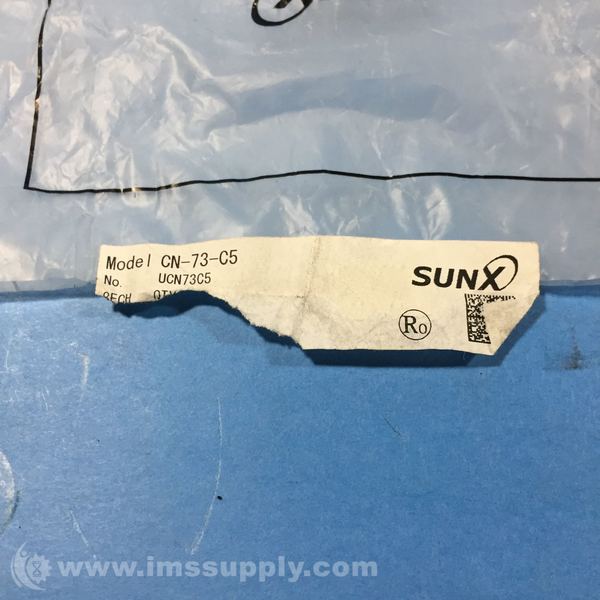 Model CN-73-C5
No. UCN73C5
SUNX
Ro
www.imssupply.com